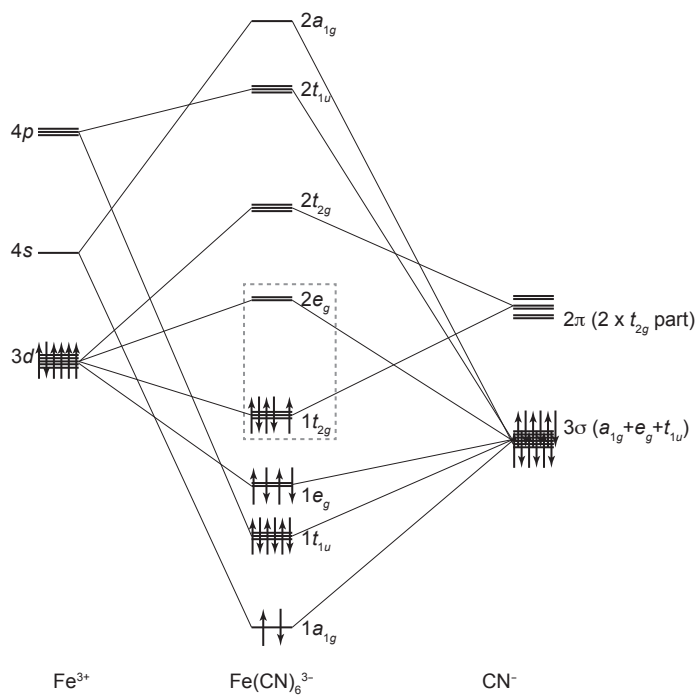 2a₁g
2t₁u
4p
2t₂g
4s
2eg
2π (2 x t₂g part)
3d
1t₂g
3σ (a₁g+eg+t₁u)
1eg
1t₁u
1a₁g
Fe³⁺
Fe(CN)₆³⁻
CN⁻